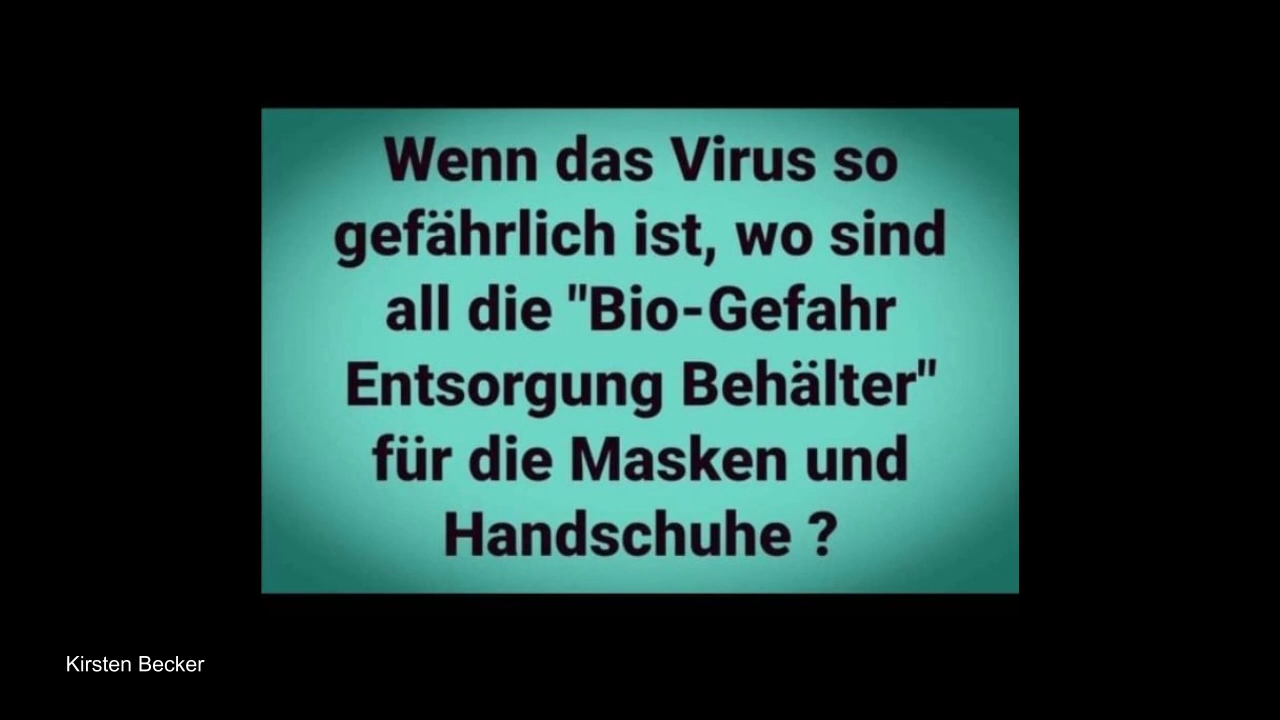 Wenn das Virus so
gefährlich ist, wo sind
all die "Bio-Gefahr
Entsorgung Behälter"
für die Masken und
Handschuhe ?
Kirsten Becker